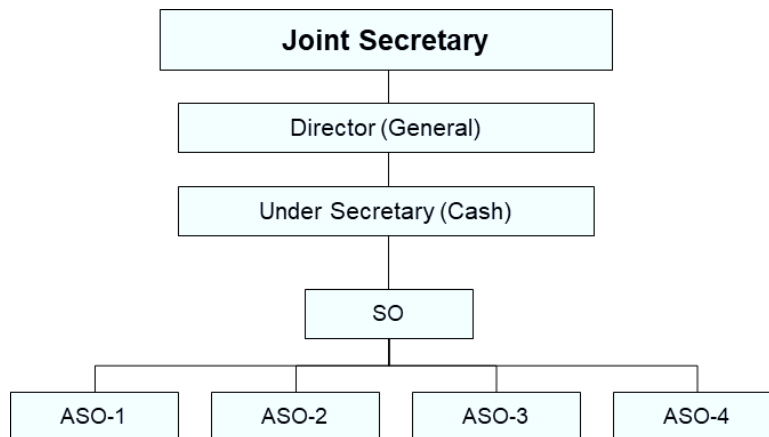 Joint Secretary
Director (General)
Under Secretary (Cash)
SO
ASO-1
ASO-2
ASO-3
ASO-4